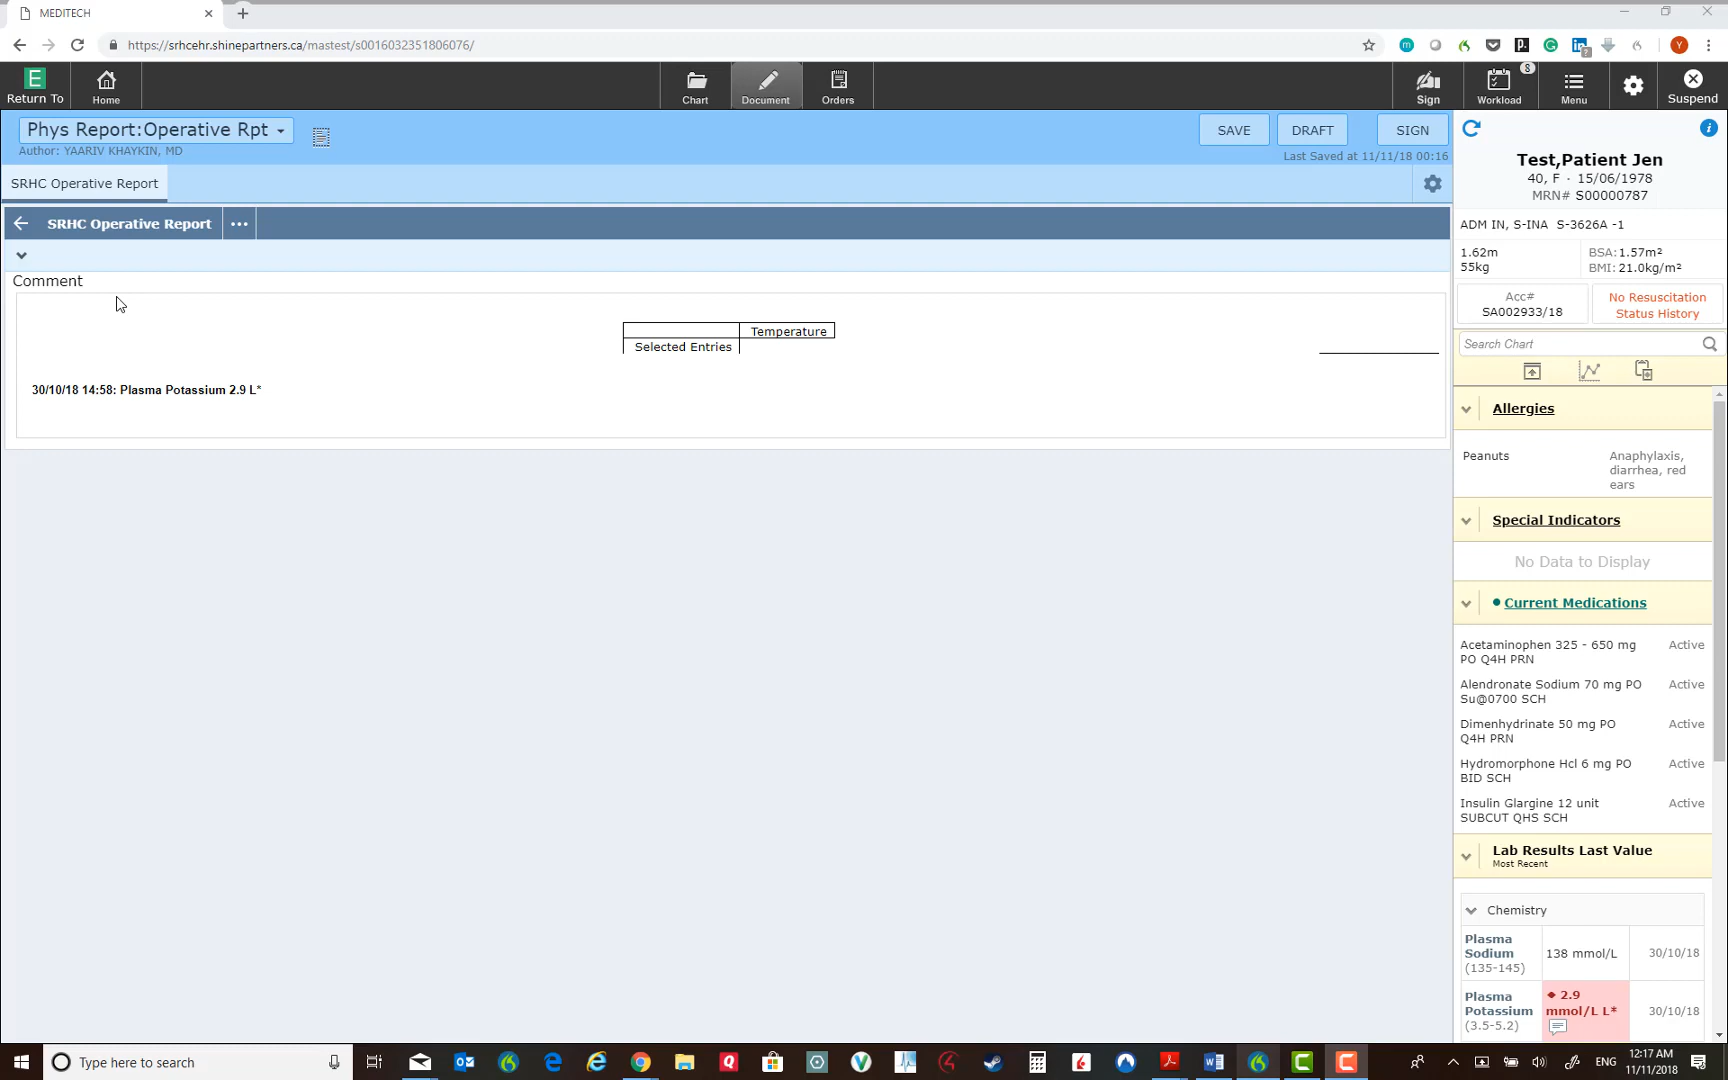 MEDITECH
https://srhcehr.shinepartners.ca/mastest/s0016032351806076/
Return To
Home
Chart
Document
Orders
Sign
8
Workload
Menu
Suspend
Phys Report:Operative Rpt
Author: YAARIV KHAYKIN, MD
SAVE
DRAFT
SIGN
Last Saved at 11/11/18 00:16
SRHC Operative Report
SRHC Operative Report
Comment
Temperature
Selected Entries
30/10/18 14:58: Plasma Potassium 2.9 L*
Test,Patient Jen
40, F · 15/06/1978
MRN# S00000787
ADM IN, S-INA S-3626A -1
1.62m
55kg
BSA: 1.57m²
BMI: 21.0kg/m²
Acc#
SA002933/18
No Resuscitation
Status History
Search Chart
Allergies
Peanuts
Anaphylaxis,
diarrhea, red
ears
Special Indicators
No Data to Display
Current Medications
Acetaminophen 325 - 650 mg
PO Q4H PRN
Active
Alendronate Sodium 70 mg PO
Su@0700 SCH
Active
Dimenhydrinate 50 mg PO
Q4H PRN
Active
Hydromorphone Hcl 6 mg PO
BID SCH
Active
Insulin Glargine 12 unit
SUBCUT QHS SCH
Active
Lab Results Last Value
Most Recent
Chemistry
Plasma
Sodium
(135-145)
138 mmol/L
30/10/18
Plasma
Potassium
(3.5-5.2)
2.9
mmol/L L*
30/10/18
Type here to search
ENG
12:17 AM
11/11/2018